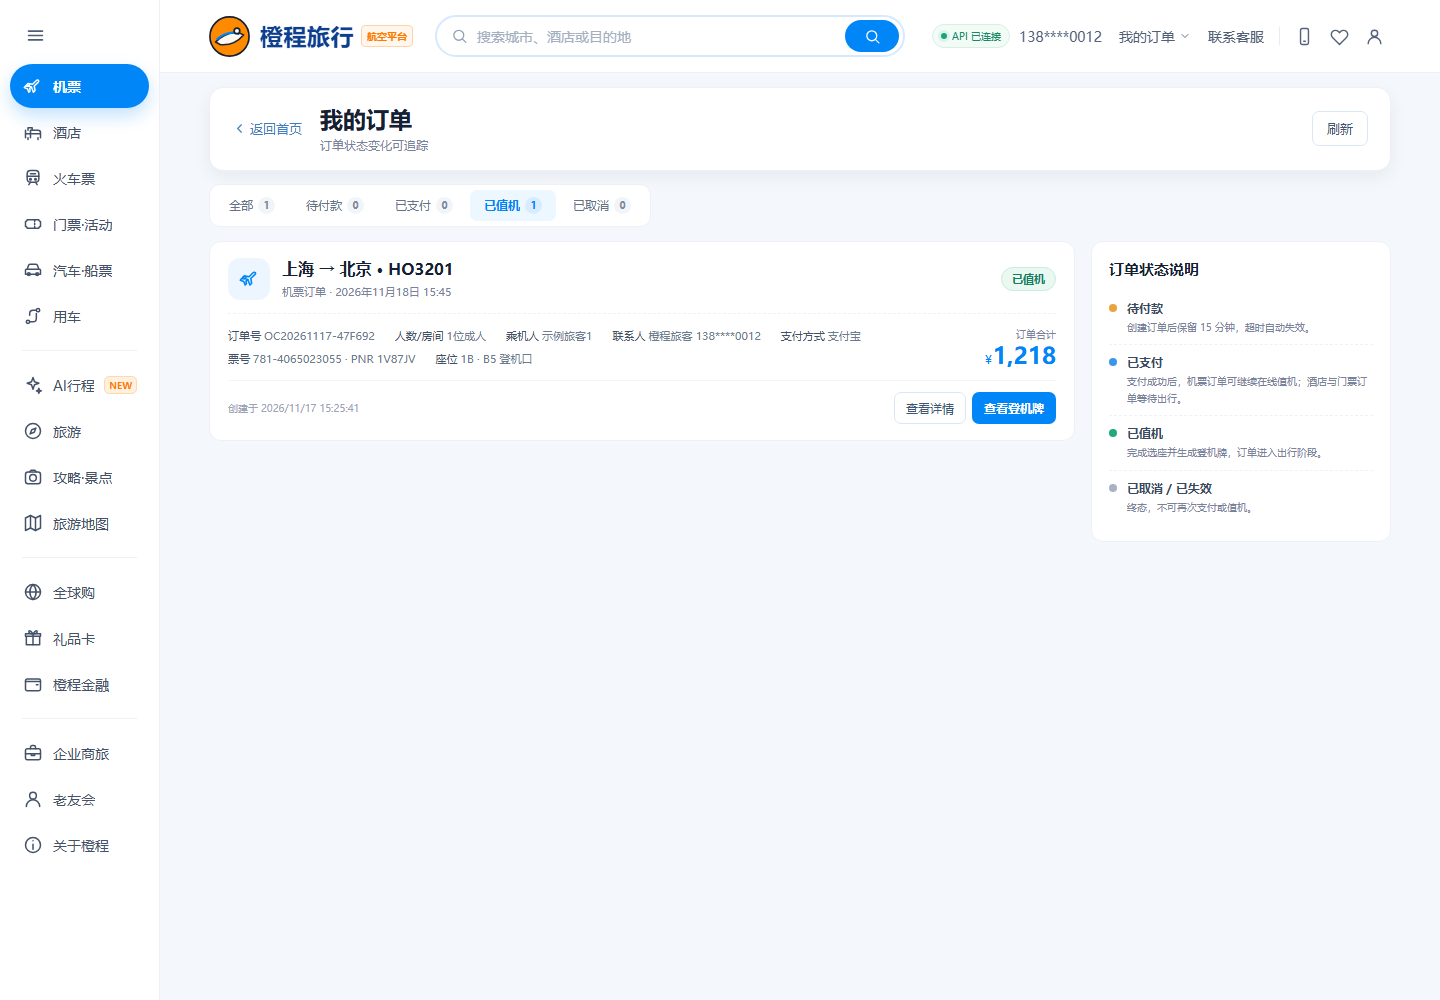 橙程旅行 航空平台
搜索城市、酒店或目的地
API 已连接 138****0012 我的订单 联系客服
机票
酒店
火车票
门票·活动
汽车·船票
用车
AI行程 NEW
旅游
攻略·景点
旅游地图
全球购
礼品卡
橙程金融
企业商旅
老友会
关于橙程
返回首页
我的订单
订单状态变化可追踪
刷新
全部 1 待付款 0 已支付 0 已值机 1 已取消 0
上海 → 北京 • HO3201
机票订单 · 2026年11月18日 15:45
已值机
订单号 OC20261117-47F692 人数/房间 1位成人 乘机人 示例旅客1 联系人 橙程旅客 138****0012 支付方式 支付宝
票号 781-4065023055 · PNR 1V87JV 座位 1B · B5 登机口
订单合计
¥1,218
创建于 2026/11/17 15:25:41
查看详情 查看登机牌
订单状态说明
待付款
创建订单后保留 15 分钟，超时自动失效。
已支付
支付成功后，机票订单可继续在线值机；酒店与门票订
单等待出行。
已值机
完成选座并生成登机牌，订单进入出行阶段。
已取消 / 已失效
终态，不可再次支付或值机。